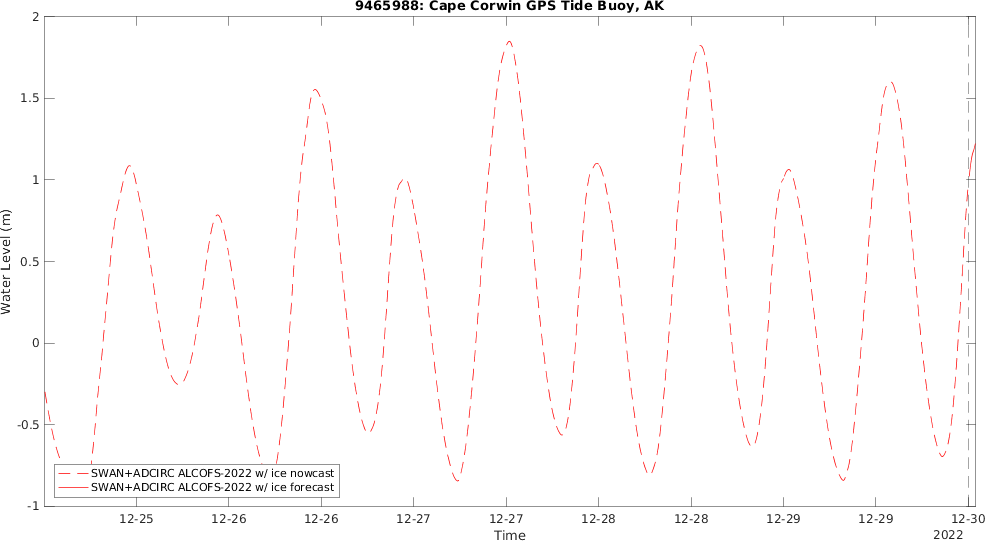 9465988: Cape Corwin GPS Tide Buoy, AK
2
1.5
1
0.5
0
-0.5
-1
Water Level (m)
SWAN+ADCIRC ALCOFS-2022 w/ ice nowcast
SWAN+ADCIRC ALCOFS-2022 w/ ice forecast
12-25 12-26 12-26 12-27 12-27 12-28 12-28 12-29 12-29 12-30
Time
2022